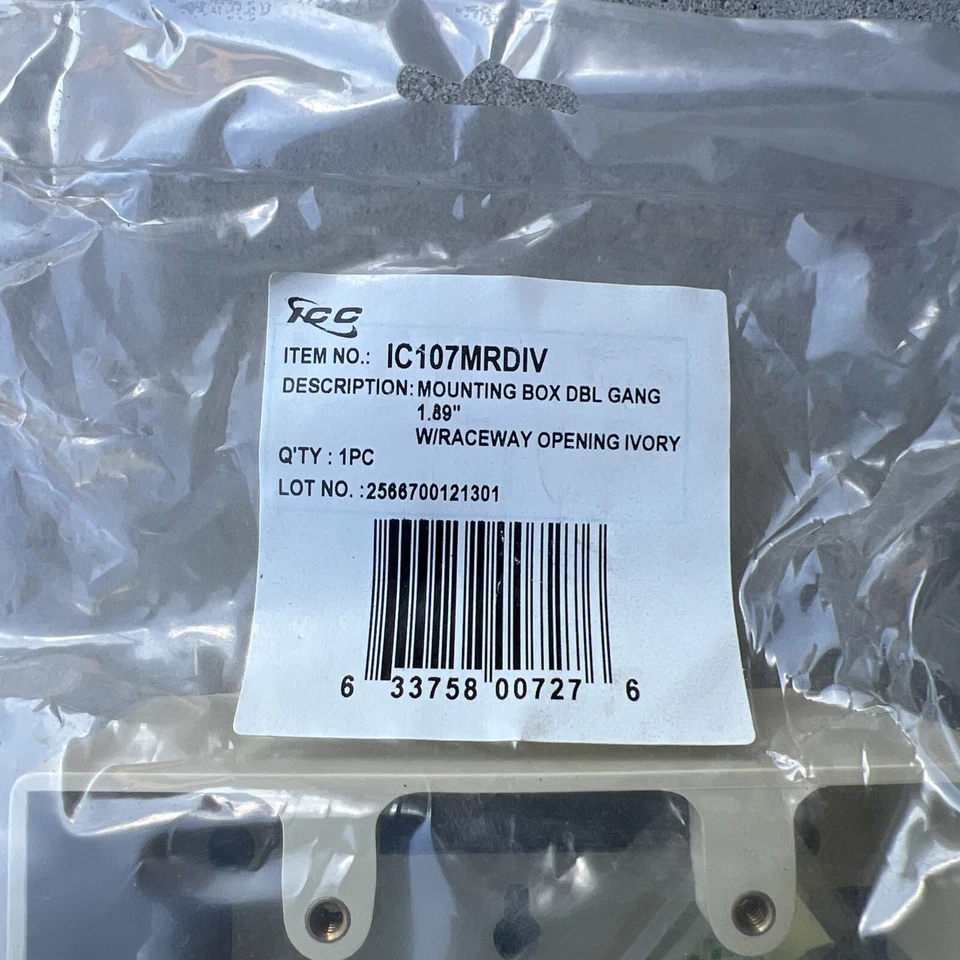 ICC
ITEM NO.: IC107MRDIV
DESCRIPTION: MOUNTING BOX DBL GANG
1.89"
W/RACEWAY OPENING IVORY
Q'TY : 1PC
LOT NO. :2566700121301
6 33758 00727 6